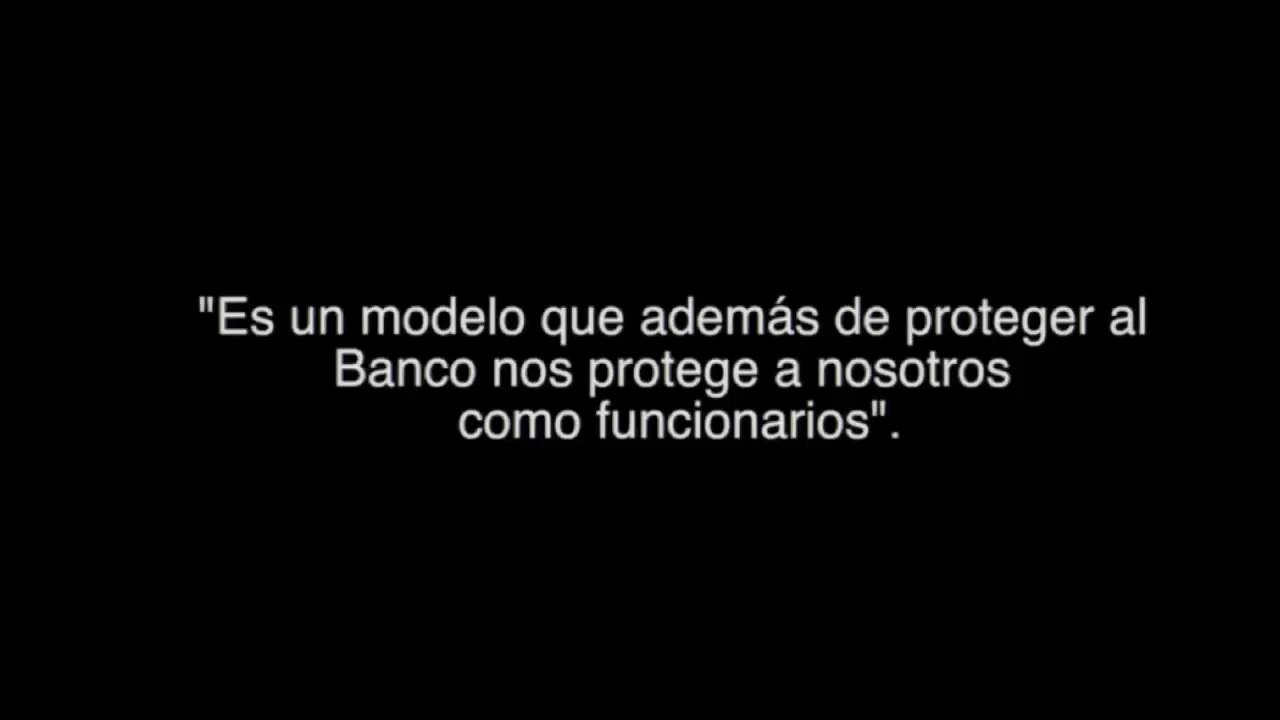 "Es un modelo que además de proteger al
Banco nos protege a nosotros
como funcionarios".